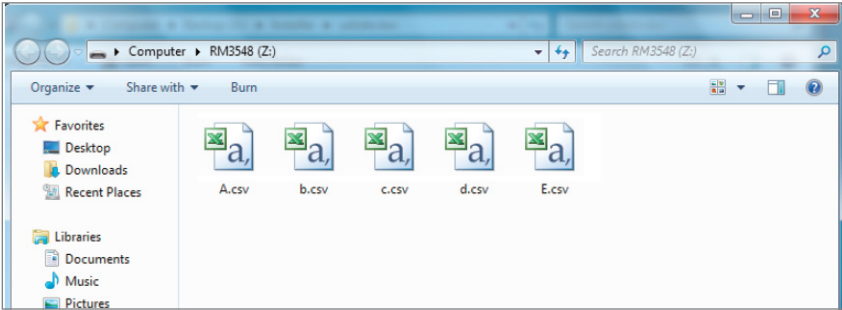 Computer ▸ RM3548 (Z:)
Search RM3548 (Z:)
Organize Share with Burn
Favorites
Desktop
Downloads
Recent Places
Libraries
Documents
Music
Pictures
a, a, a, a, a,
A.csv b.csv c.csv d.csv E.csv